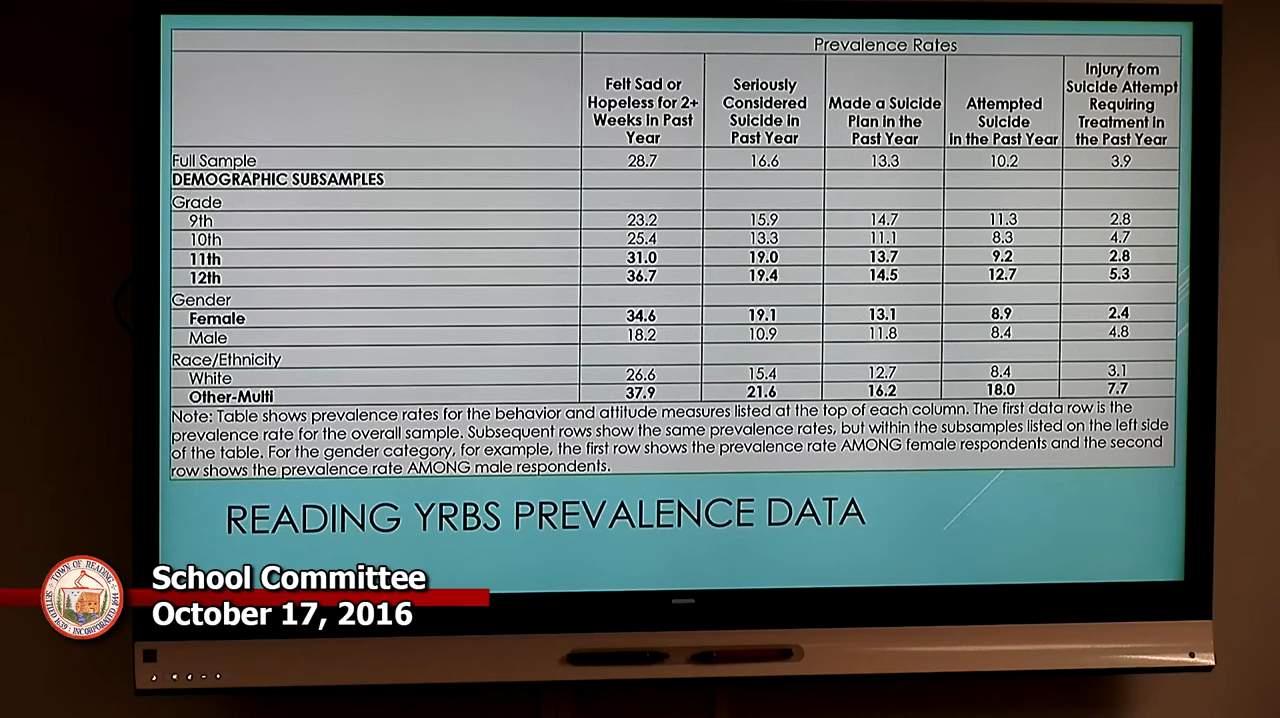 Prevalence Rates
Felt Sad or Hopeless for 2+ Weeks in Past Year
Seriously Considered Suicide in Past Year
Made a Suicide Plan in the Past Year
Attempted Suicide in the Past Year
Injury from Suicide Attempt Requiring Treatment in the Past Year
Full Sample 28.7 16.6 13.3 10.2 3.9
DEMOGRAPHIC SUBSAMPLES
Grade
9th 23.2 15.9 14.7 11.3 2.8
10th 25.4 13.3 11.1 8.3 4.7
11th 31.0 19.0 13.7 9.2 2.8
12th 36.7 19.4 14.5 12.7 5.3
Gender
Female 34.6 19.1 13.1 8.9 2.4
Male 18.2 10.9 11.8 8.4 4.8
Race/Ethnicity
White 26.6 15.4 12.7 8.4 3.1
Other-Multi 37.9 21.6 16.2 18.0 7.7
Note: Table shows prevalence rates for the behavior and attitude measures listed at the top of each column. The first data row is the
prevalence rate for the overall sample. Subsequent rows show the same prevalence rates, but within the subsamples listed on the left side
of the table. For the gender category, for example, the first row shows the prevalence rate AMONG female respondents and the second
row shows the prevalence rate AMONG male respondents.
READING YRBS PREVALENCE DATA
TOWN OF READING
SETTLED 1639 · INCORPORATED 1644
School Committee
October 17, 2016